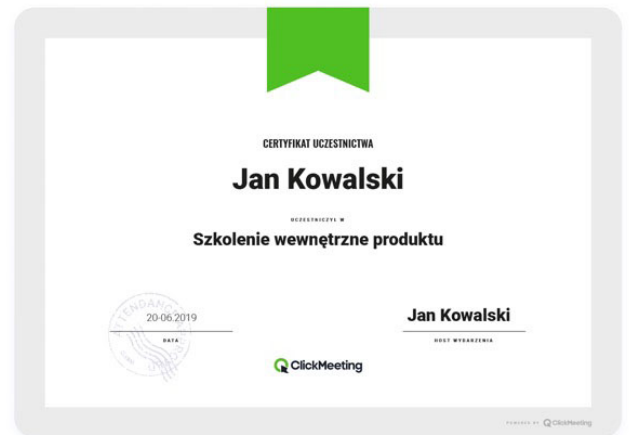 CERTYFIKAT UCZESTNICTWA
Jan Kowalski
UCZESTNICZYŁ W
Szkolenie wewnętrzne produktu
20-06.2019
Jan Kowalski
DATA
HOST WYDARZENIA
ClickMeeting
POWERED BY ClickMeeting